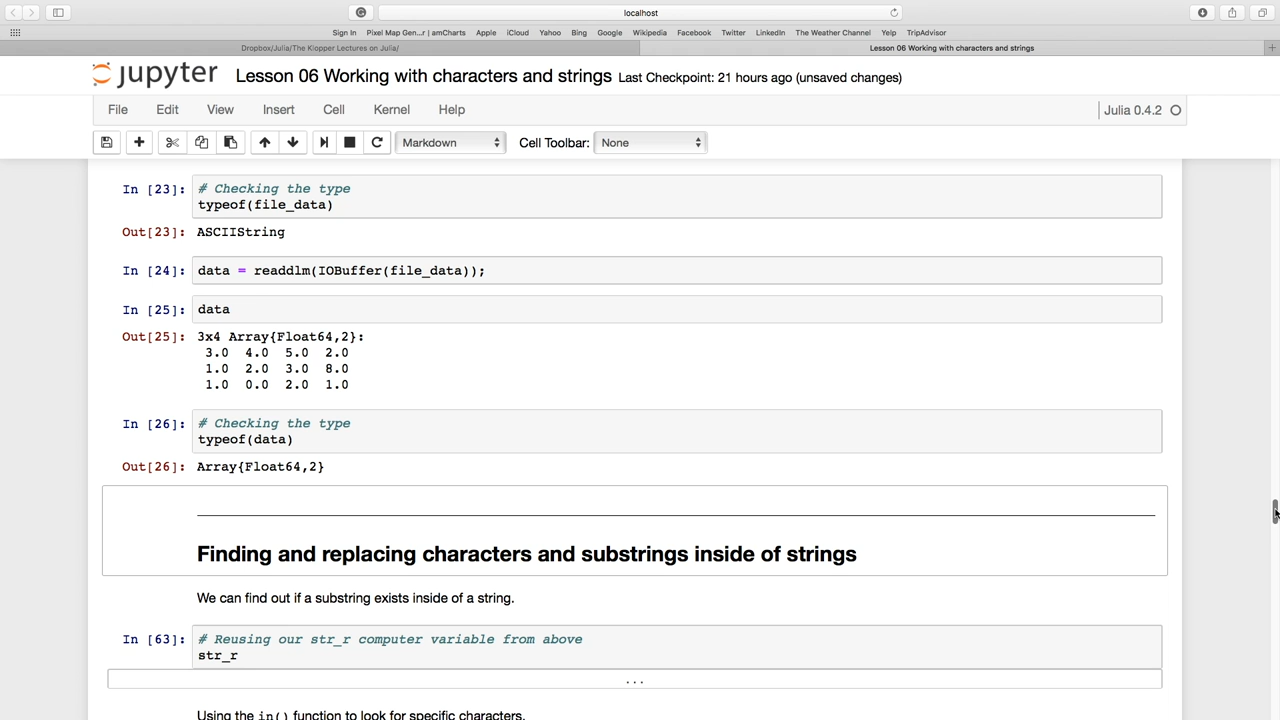 localhost
Sign In Pixel Map Gen...r | amCharts Apple iCloud Yahoo Bing Google Wikipedia Facebook Twitter LinkedIn The Weather Channel Yelp TripAdvisor
Dropbox/Julia/The Klopper Lectures on Julia/ Lesson 06 Working with characters and strings
jupyter Lesson 06 Working with characters and strings Last Checkpoint: 21 hours ago (unsaved changes)
File Edit View Insert Cell Kernel Help Julia 0.4.2
Markdown Cell Toolbar: None
In [23]: # Checking the type
typeof(file_data)
Out[23]: ASCIIString
In [24]: data = readdlm(IOBuffer(file_data));
In [25]: data
Out[25]: 3x4 Array{Float64,2}:
3.0 4.0 5.0 2.0
1.0 2.0 3.0 8.0
1.0 0.0 2.0 1.0
In [26]: # Checking the type
typeof(data)
Out[26]: Array{Float64,2}
Finding and replacing characters and substrings inside of strings
We can find out if a substring exists inside of a string.
In [63]: # Reusing our str_r computer variable from above
str_r
...
Using the in() function to look for specific characters.